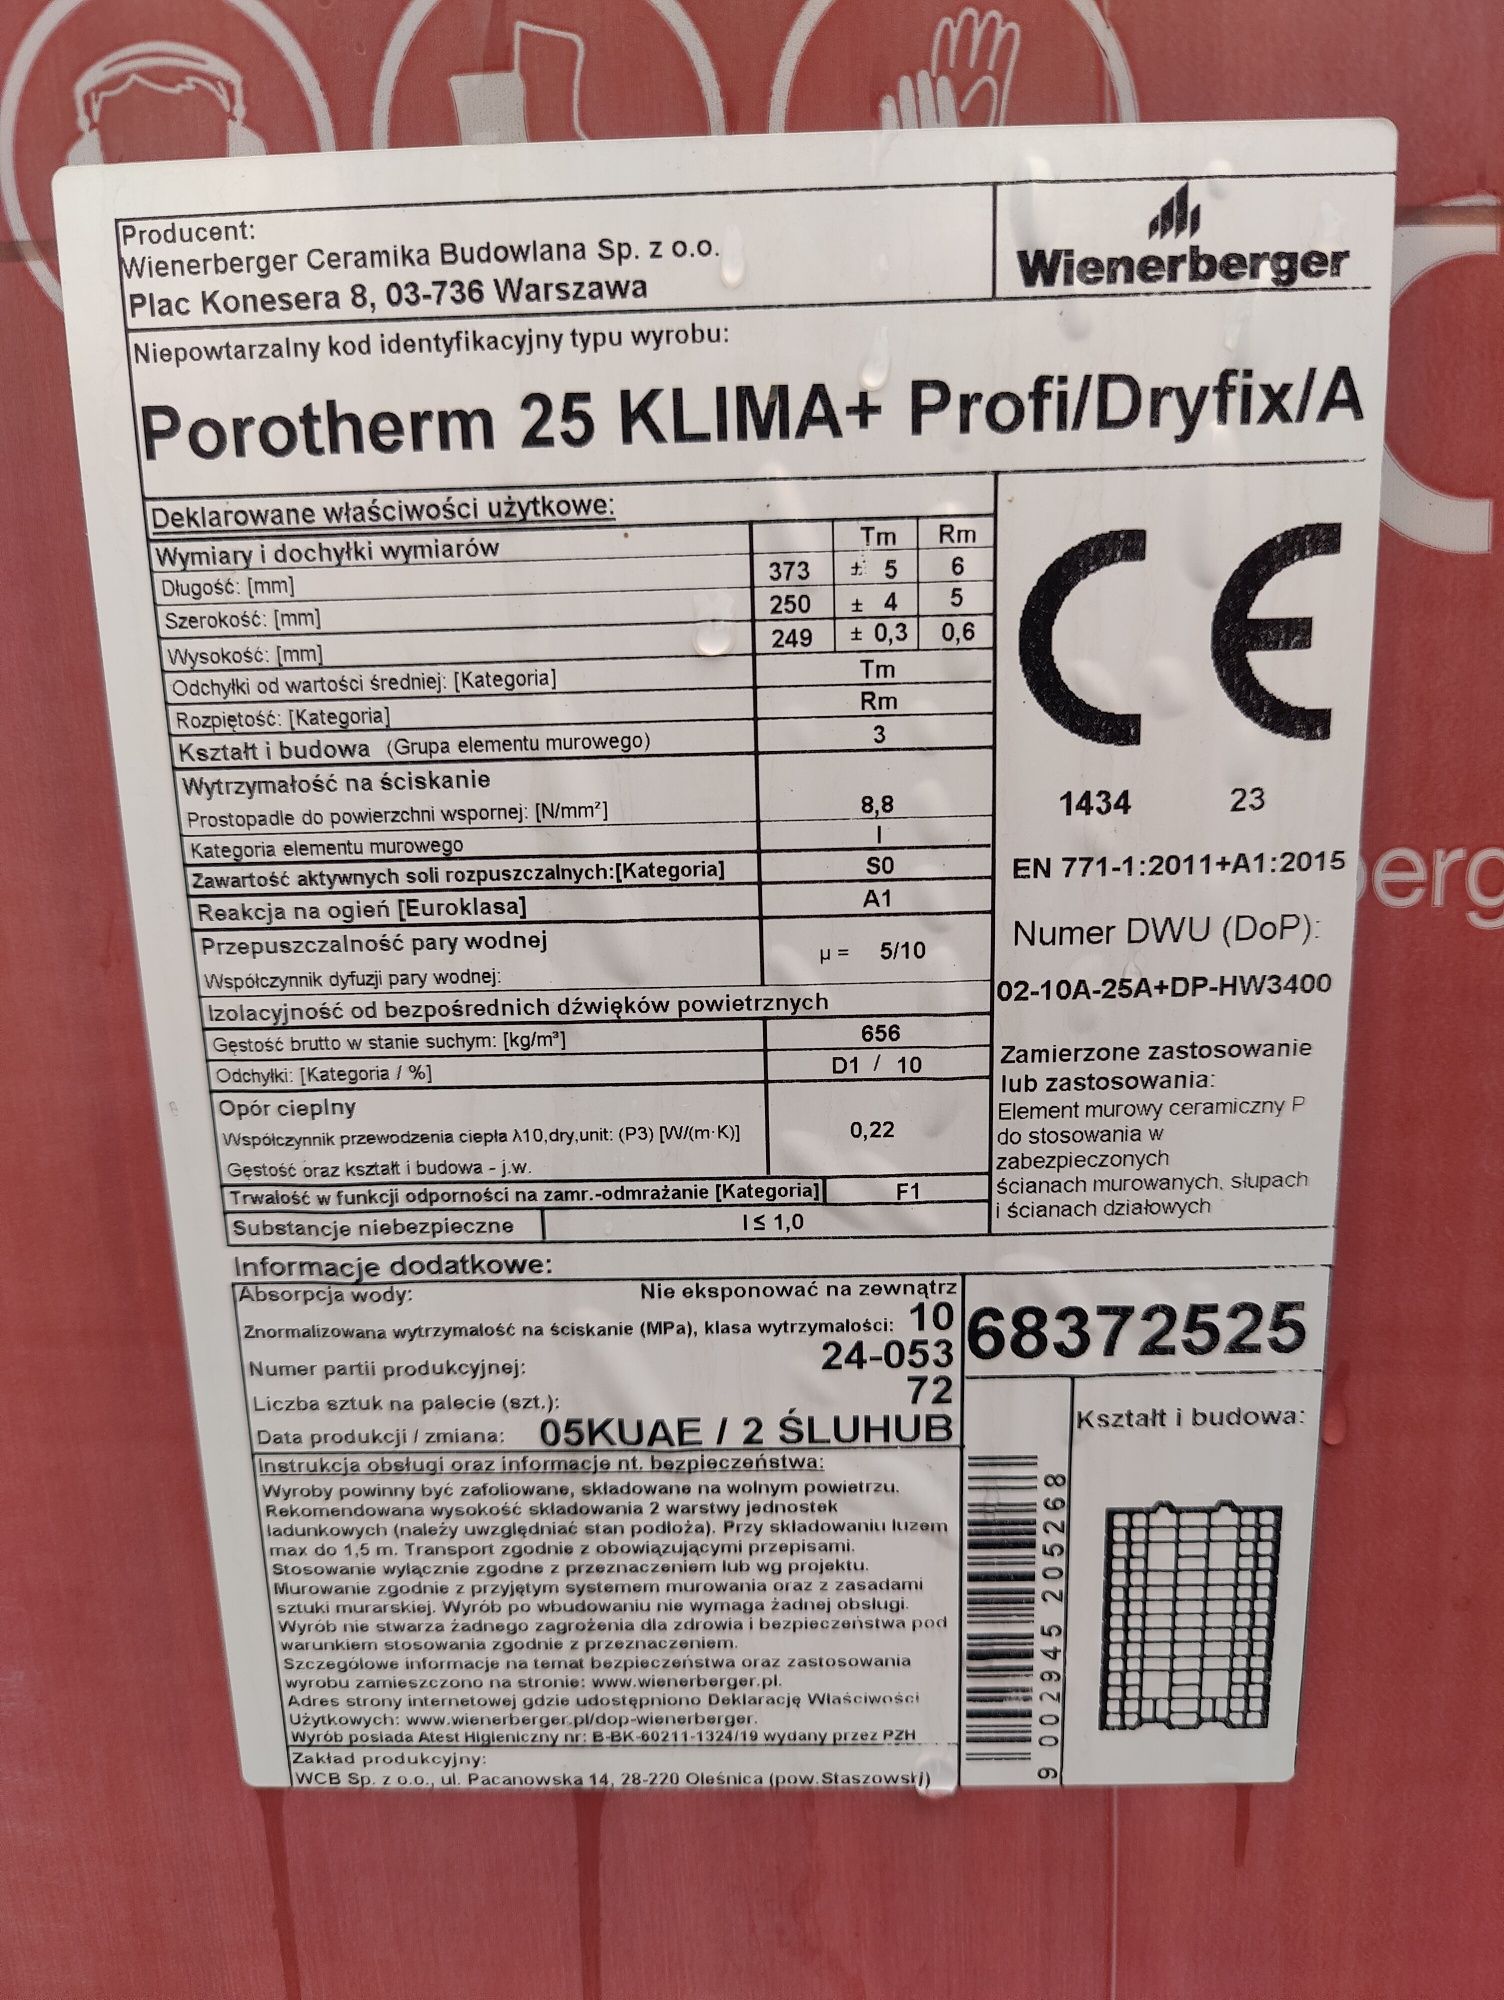 Producent:
Wienerberger Ceramika Budowlana Sp. z o.o.
Plac Konesera 8, 03-736 Warszawa
Wienerberger
Niepowtarzalny kod identyfikacyjny typu wyrobu:
Porotherm 25 KLIMA+ Profi/Dryfix/A
Deklarowane właściwości użytkowe:
Wymiary i dochyłki wymiarów Tm Rm
Długość: [mm] 373 ± 5 6
Szerokość: [mm] 250 ± 4 5
Wysokość: [mm] 249 ± 0,3 0,6
Odchyłki od wartości średniej: [Kategoria] Tm
Rozpiętość: [Kategoria] Rm
Kształt i budowa (Grupa elementu murowego) 3
Wytrzymałość na ściskanie
Prostopadle do powierzchni wspornej: [N/mm²] 8,8
Kategoria elementu murowego I
Zawartość aktywnych soli rozpuszczalnych:[Kategoria] S0
Reakcja na ogień [Euroklasa] A1
Przepuszczalność pary wodnej
Współczynnik dyfuzji pary wodnej: μ = 5/10
Izolacyjność od bezpośrednich dźwięków powietrznych
Gęstość brutto w stanie suchym: [kg/m³] 656
Odchyłki: [Kategoria / %] D1 / 10
Opór cieplny
Współczynnik przewodzenia ciepła λ10,dry,unit: (P3) [W/(m·K)] 0,22
Gęstość oraz kształt i budowa - j.w.
Trwałość w funkcji odporności na zamr.-odmrażanie [Kategoria] F1
Substancje niebezpieczne I ≤ 1,0
CE
1434 23
EN 771-1:2011+A1:2015
Numer DWU (DoP):
02-10A-25A+DP-HW3400
Zamierzone zastosowanie
lub zastosowania:
Element murowy ceramiczny P
do stosowania w
zabezpieczonych
ścianach murowanych, słupach
i ścianach działowych
Informacje dodatkowe:
Absorpcja wody: Nie eksponować na zewnątrz
Znormalizowana wytrzymałość na ściskanie (MPa), klasa wytrzymałości: 10
Numer partii produkcyjnej: 24-053
Liczba sztuk na palecie (szt.): 72
Data produkcji / zmiana: 05KUAE / 2 ŚLUHUB
68372525
Kształt i budowa:
9 002945 205268
Instrukcja obsługi oraz informacje nt. bezpieczeństwa:
Wyroby powinny być zafoliowane, składowane na wolnym powietrzu.
Rekomendowana wysokość składowania 2 warstwy jednostek
ładunkowych (należy uwzględniać stan podłoża). Przy składowaniu luzem
max do 1,5 m. Transport zgodnie z obowiązującymi przepisami.
Stosowanie wyłącznie zgodne z przeznaczeniem lub wg projektu.
Murowanie zgodnie z przyjętym systemem murowania oraz z zasadami
sztuki murarskiej. Wyrób po wbudowaniu nie wymaga żadnej obsługi.
Wyrób nie stwarza żadnego zagrożenia dla zdrowia i bezpieczeństwa pod
warunkiem stosowania zgodnie z przeznaczeniem.
Szczegółowe informacje na temat bezpieczeństwa oraz zastosowania
wyrobu zamieszczono na stronie: www.wienerberger.pl.
Adres strony internetowej gdzie udostępniono Deklarację Właściwości
Użytkowych: www.wienerberger.pl/dop-wienerberger.
Wyrób posiada Atest Higieniczny nr: B-BK-60211-1324/19 wydany przez PZH
Zakład produkcyjny:
WCB Sp. z o.o., ul. Pacanowska 14, 28-220 Oleśnica (pow.Staszowski)
berg